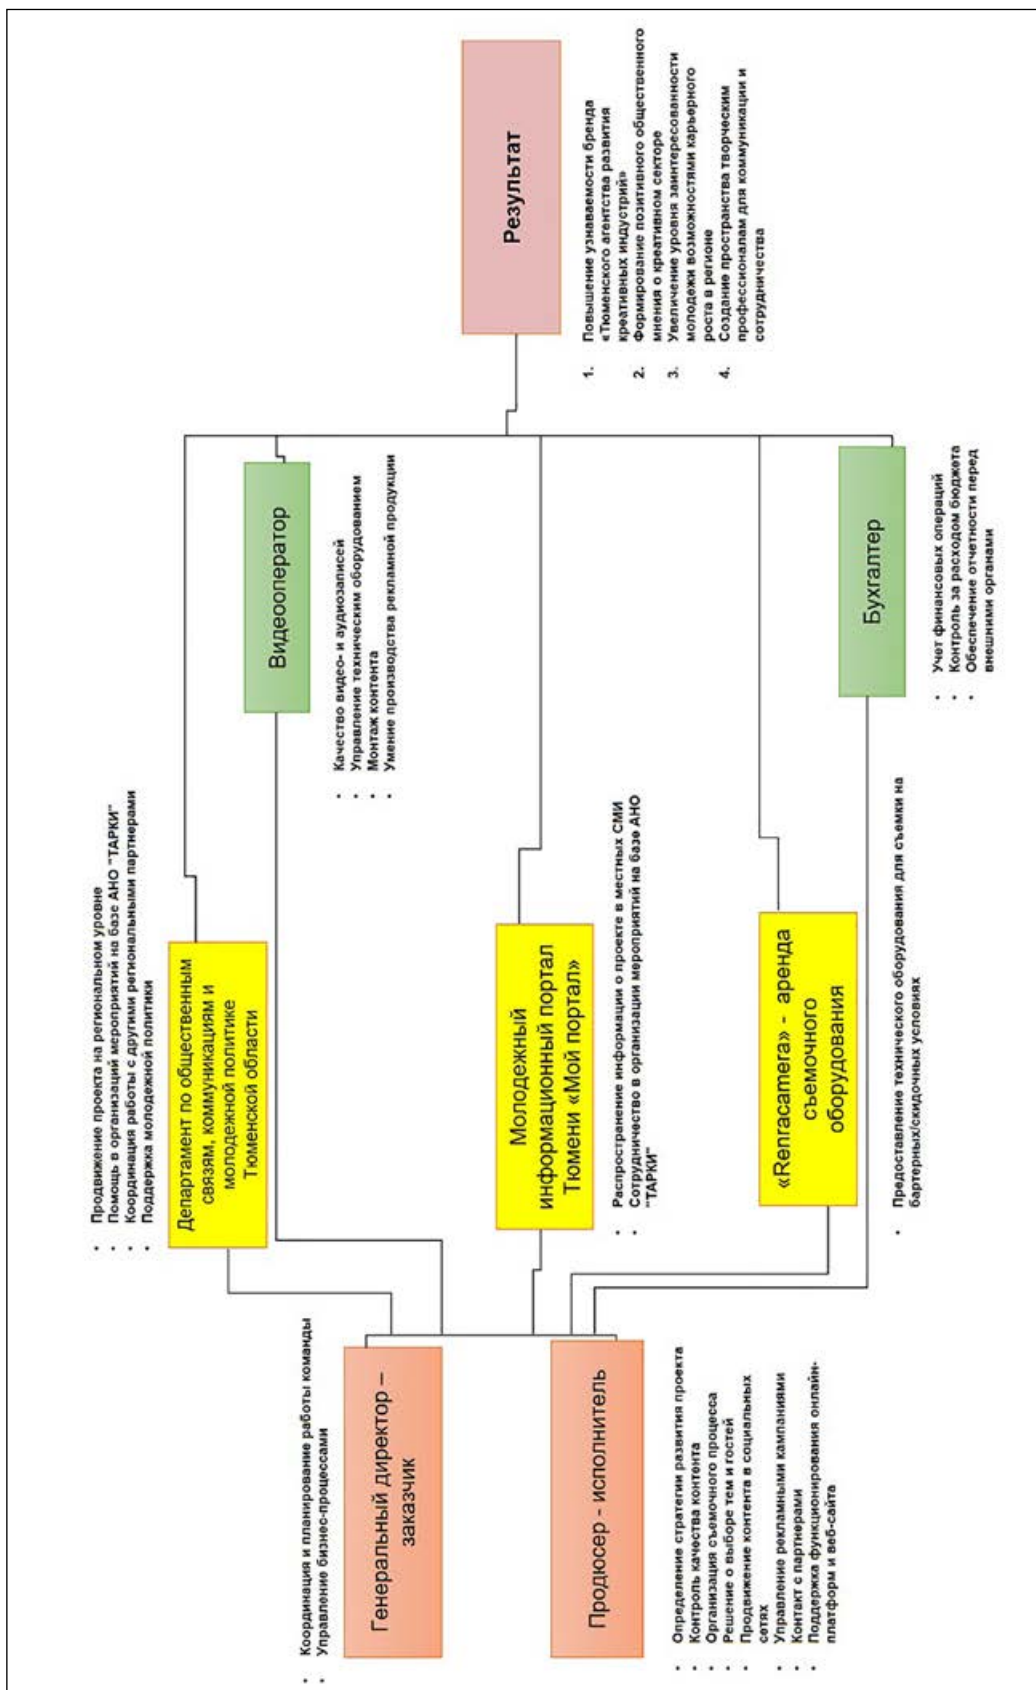 • Координация и планирование работы команды
• Управление бизнес-процессами
Генеральный директор –
заказчик
Продюсер - исполнитель
• Определение стратегии развития проекта
• Контроль качества контента
• Организация съемочного процесса
• Решение о выборе тем и гостей
• Продвижение контента в социальных
сетях
• Управление рекламными кампаниями
• Контакт с партнерами
• Поддержка функционирования онлайн-
платформ и веб-сайта
• Продвижение проекта на региональном уровне
• Помощь в организаций мероприятий на базе АНО "ТАРКИ"
• Координация работы с другими региональными партнерами
• Поддержка молодежной политики
Департамент по общественным
связям, коммуникациям и
молодежной политике
Тюменской области
Молодежный
информационный портал
Тюмени «Мой портал»
• Распространение информации о проекте в местных СМИ
• Сотрудничество в организации мероприятий на базе АНО
"ТАРКИ"
«Renracamera» - аренда
съемочного
оборудования
• Предоставление технического оборудования для съемки на
бартерных/скидочных условиях
Видеооператор
• Качество видео- и аудиозаписей
• Управление техническим оборудованием
• Монтаж контента
• Умение производства рекламной продукции
Бухгалтер
• Учет финансовых операций
• Контроль за расходом бюджета
• Обеспечение отчетности перед
внешними органами
Результат
1. Повышение узнаваемости бренда
«Тюменского агентства развития
креативных индустрий»
2. Формирование позитивного общественного
мнения о креативном секторе
3. Увеличение уровня заинтересованности
молодежи возможностями карьерного
роста в регионе
4. Создание пространства творческим
профессионалам для коммуникации и
сотрудничества